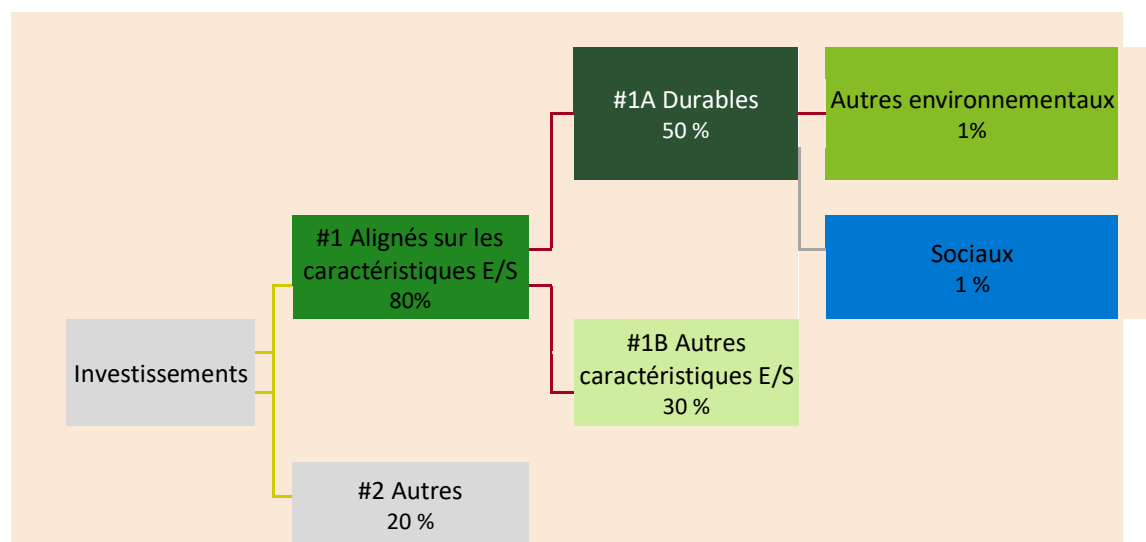 Investissements
#1 Alignés sur les
caractéristiques E/S
80%
#2 Autres
20 %
#1A Durables
50 %
#1B Autres
caractéristiques E/S
30 %
Autres environnementaux
1%
Sociaux
1 %